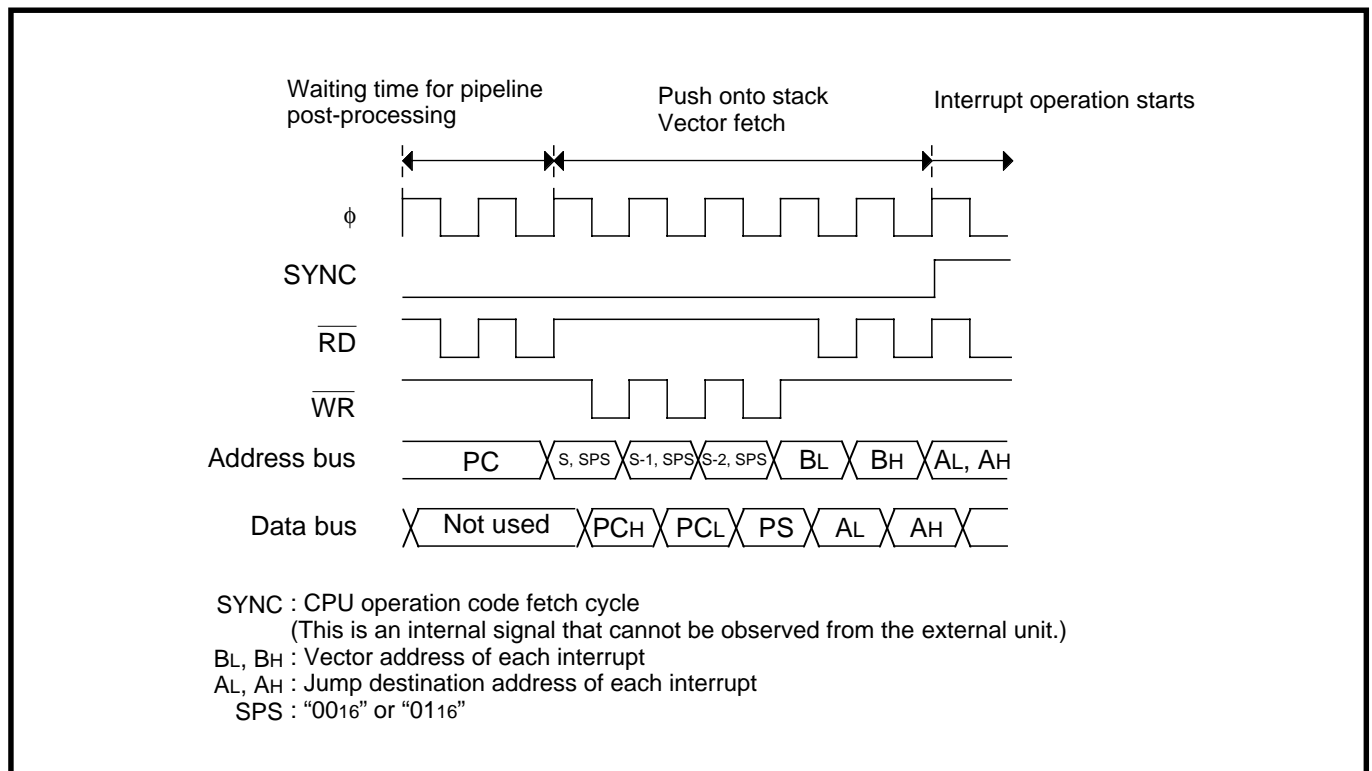 Waiting time for pipeline
post-processing
Push onto stack
Vector fetch
Interrupt operation starts
ϕ
SYNC
RD
WR
Address bus
PC
S, SPS
S-1, SPS
S-2, SPS
BL
BH
AL, AH
Data bus
Not used
PCH
PCL
PS
AL
AH
SYNC : CPU operation code fetch cycle
(This is an internal signal that cannot be observed from the external unit.)
BL, BH : Vector address of each interrupt
AL, AH : Jump destination address of each interrupt
SPS : “0016” or “0116”